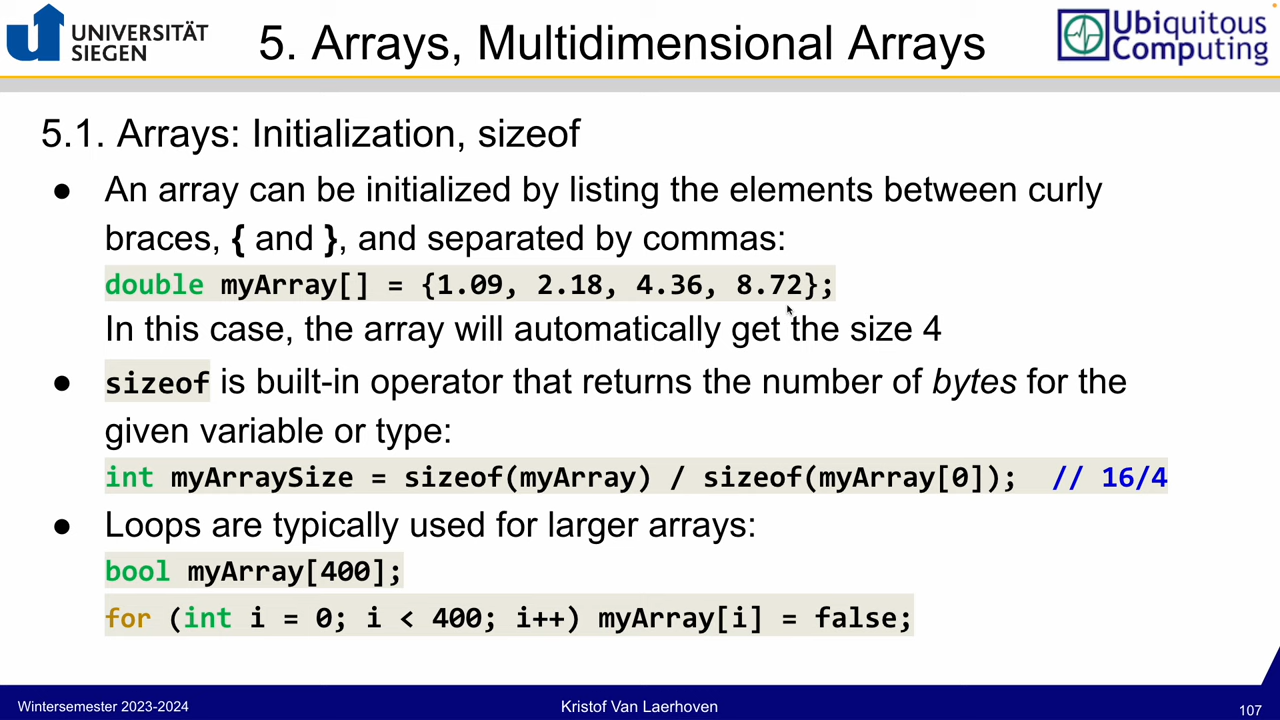 UNIVERSITÄT
SIEGEN
5. Arrays, Multidimensional Arrays
Ubiquitous
Computing
5.1. Arrays: Initialization, sizeof
● An array can be initialized by listing the elements between curly
braces, { and }, and separated by commas:
double myArray[] = {1.09, 2.18, 4.36, 8.72};
In this case, the array will automatically get the size 4
● sizeof is built-in operator that returns the number of bytes for the
given variable or type:
int myArraySize = sizeof(myArray) / sizeof(myArray[0]);  // 16/4
● Loops are typically used for larger arrays:
bool myArray[400];
for (int i = 0; i < 400; i++) myArray[i] = false;
Wintersemester 2023-2024
Kristof Van Laerhoven
107